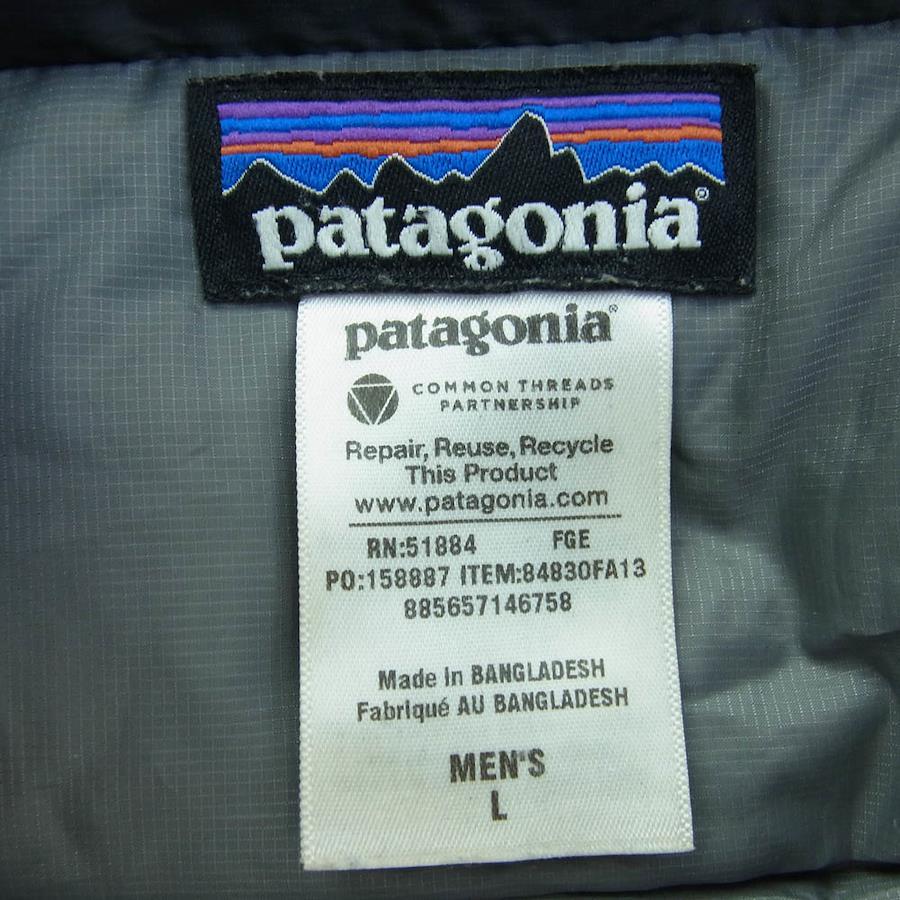 patagonia®
patagonia®
COMMON THREADS
PARTNERSHIP
Repair, Reuse, Recycle
This Product
www.patagonia.com
RN:51884 FGE
PO:158887 ITEM:84830FA13
885657146758
Made in BANGLADESH
Fabriqué AU BANGLADESH
MEN'S
L